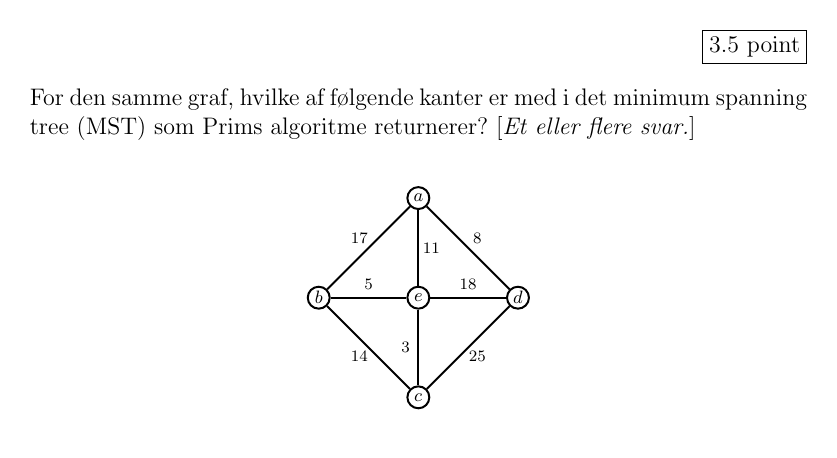 3.5 point
For den samme graf, hvilke af følgende kanter er med i det minimum spanning
tree (MST) som Prims algoritme returnerer? [Et eller flere svar.]
a
17
8
11
5
18
b
e
d
3
14
25
c